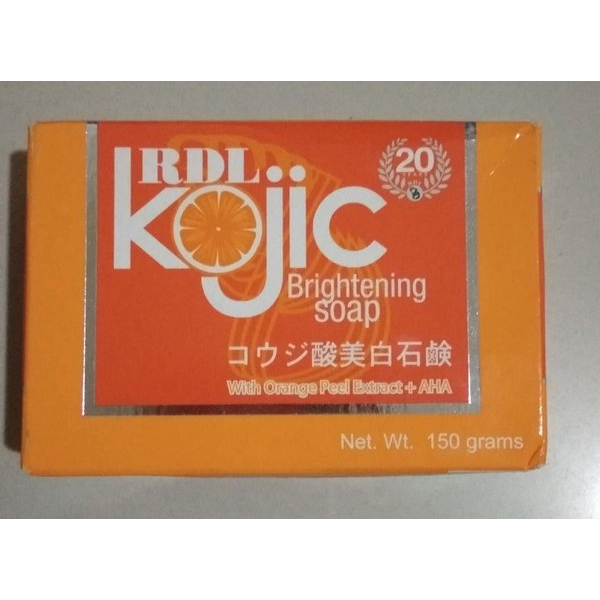 RDL
kojic
20
Brightening
soap
コウジ酸美白石鹸
With Orange Peel Extract + AHA
Net. Wt. 150 grams